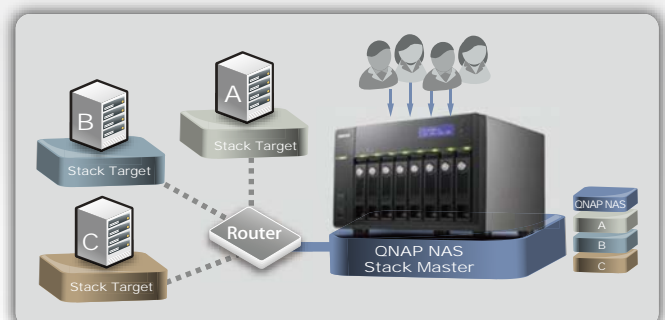 A
Stack Target
B
Stack Target
C
Stack Target
Router
QNAP NAS
Stack Master
QNAP NAS
A
B
C